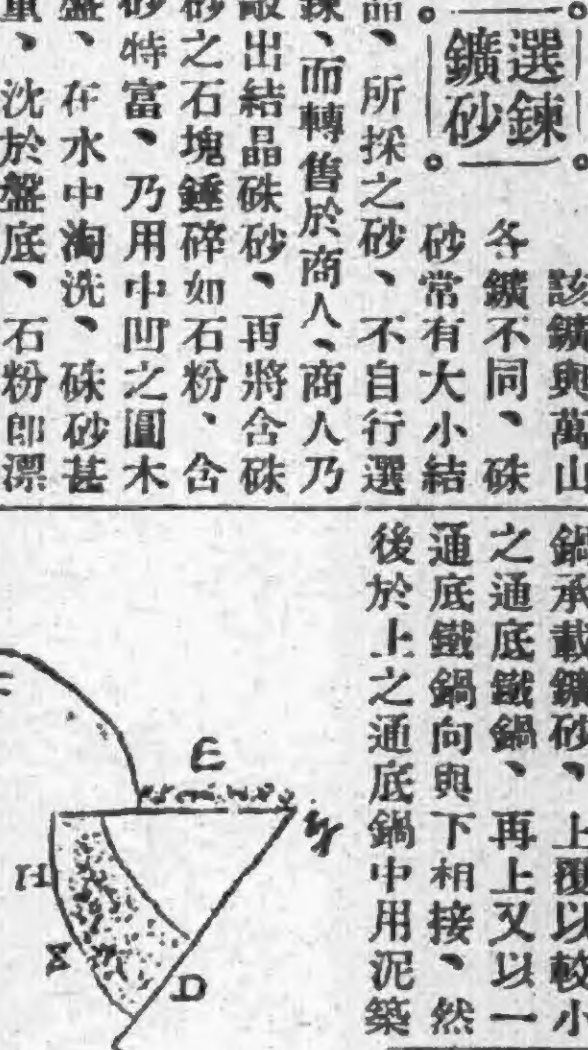 選鍊
鑛砂
該鑛與萬山
各鑛不同、硃
砂常有大小結
品、所採之砂、不自行選
鍊、而轉售於商人、商人乃
敲出結晶硃砂、再將含硃
砂之石塊錘碎如石粉、含
砂特富、乃用中凹之圓木
盤、在水中淘洗、硃砂甚
重、沈於盤底、石粉卽漂
鍋承載鑛砂、上覆以較小
之通底鐵鍋、再上又以一
通底鐵鍋向與下相接、然
後於上之通底鍋中用泥築
E
H
D